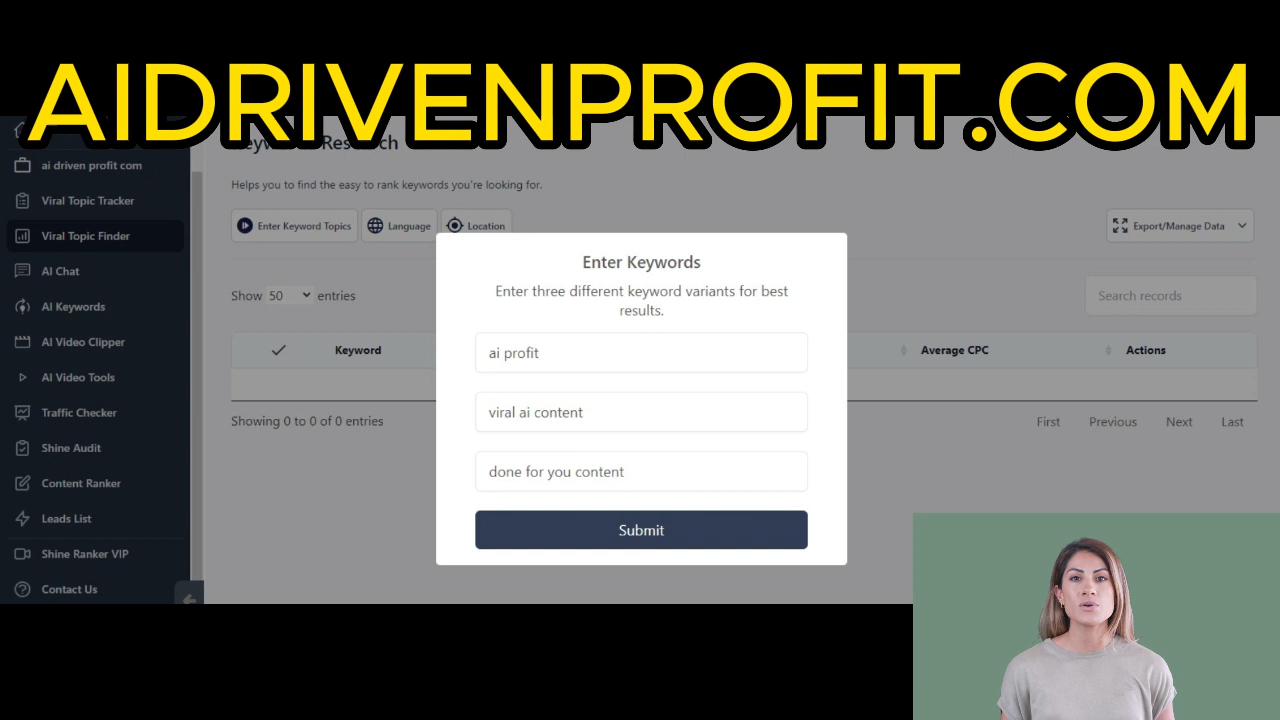 AIDRIVENPROFIT.COM
Keyword Research
ai driven profit com
Helps you to find the easy to rank keywords you're looking for.
Viral Topic Tracker
Enter Keyword Topics
Language
Location
Export/Manage Data
Viral Topic Finder
Enter Keywords
AI Chat
Enter three different keyword variants for best
results.
Show 50 entries
Search records
AI Keywords
ai profit
AI Video Clipper
Keyword
Average CPC
Actions
AI Video Tools
viral ai content
Traffic Checker
Showing 0 to 0 of 0 entries
First
Previous
Next
Last
Shine Audit
done for you content
Content Ranker
Leads List
Submit
Shine Ranker VIP
Contact Us